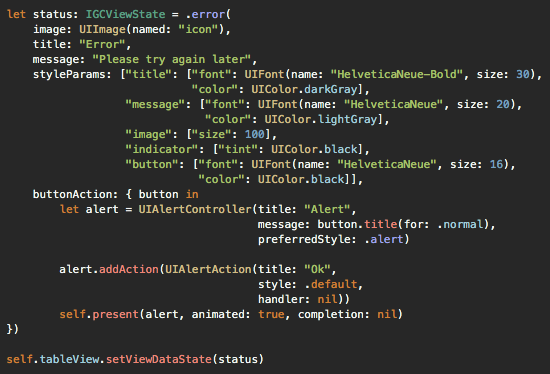 let status: IGCViewState = .error(
    image: UIImage(named: "icon"),
    title: "Error",
    message: "Please try again later",
    styleParams: ["title": ["font": UIFont(name: "HelveticaNeue-Bold", size: 30),
                            "color": UIColor.darkGray],
                  "message": ["font": UIFont(name: "HelveticaNeue", size: 20),
                              "color": UIColor.lightGray],
                  "image": ["size": 100],
                  "indicator": ["tint": UIColor.black],
                  "button": ["font": UIFont(name: "HelveticaNeue", size: 16),
                             "color": UIColor.black]],
    buttonAction: { button in
        let alert = UIAlertController(title: "Alert",
                                      message: button.title(for: .normal),
                                      preferredStyle: .alert)

        alert.addAction(UIAlertAction(title: "Ok",
                                      style: .default,
                                      handler: nil))
        self.present(alert, animated: true, completion: nil)
})

self.tableView.setViewDataState(status)